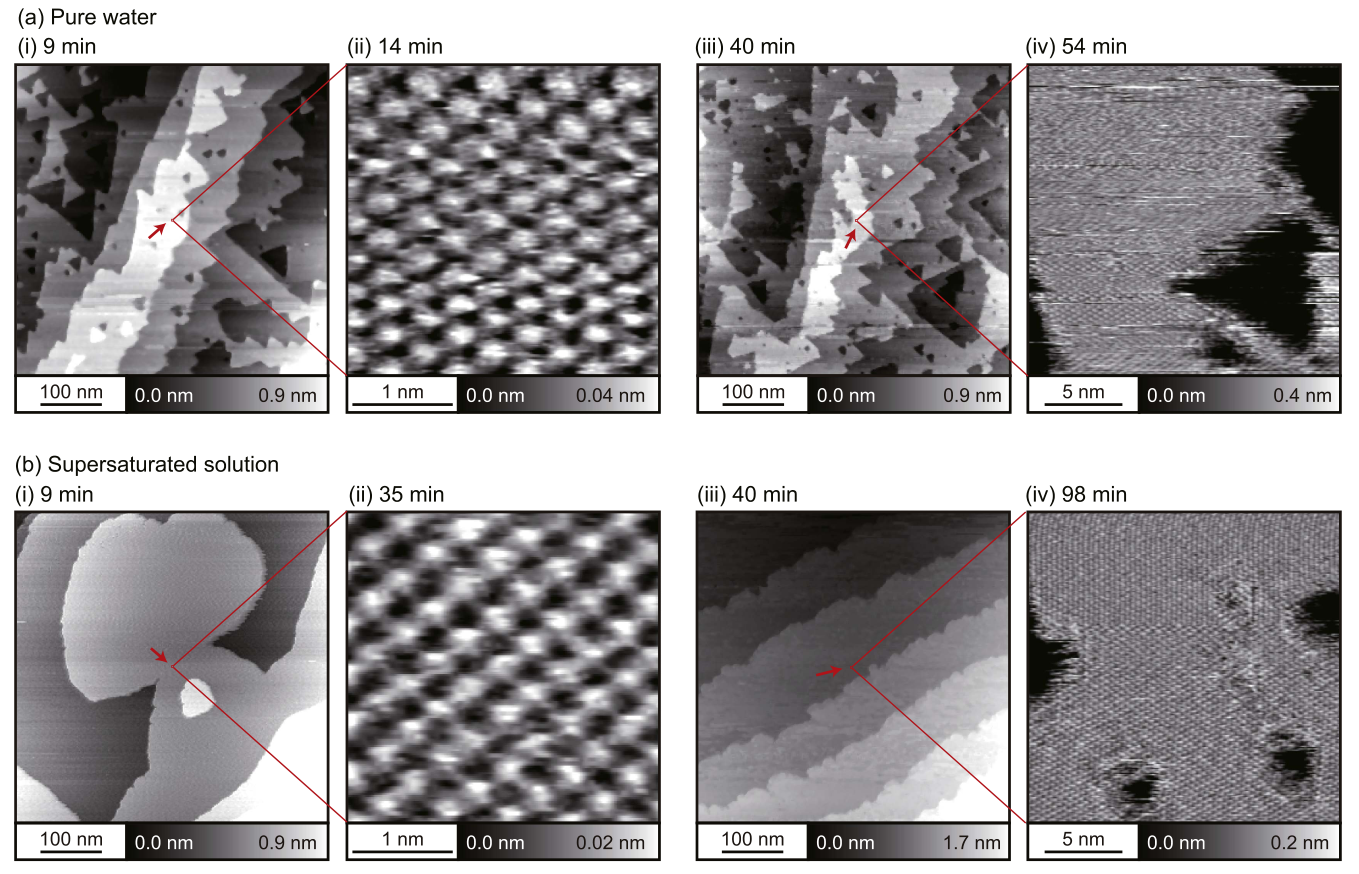 (a) Pure water
(i) 9 min
(ii) 14 min
(iii) 40 min
(iv) 54 min
100 nm 0.0 nm 0.9 nm
1 nm 0.0 nm 0.04 nm
100 nm 0.0 nm 0.9 nm
5 nm 0.0 nm 0.4 nm
(b) Supersaturated solution
(i) 9 min
(ii) 35 min
(iii) 40 min
(iv) 98 min
100 nm 0.0 nm 0.9 nm
1 nm 0.0 nm 0.02 nm
100 nm 0.0 nm 1.7 nm
5 nm 0.0 nm 0.2 nm